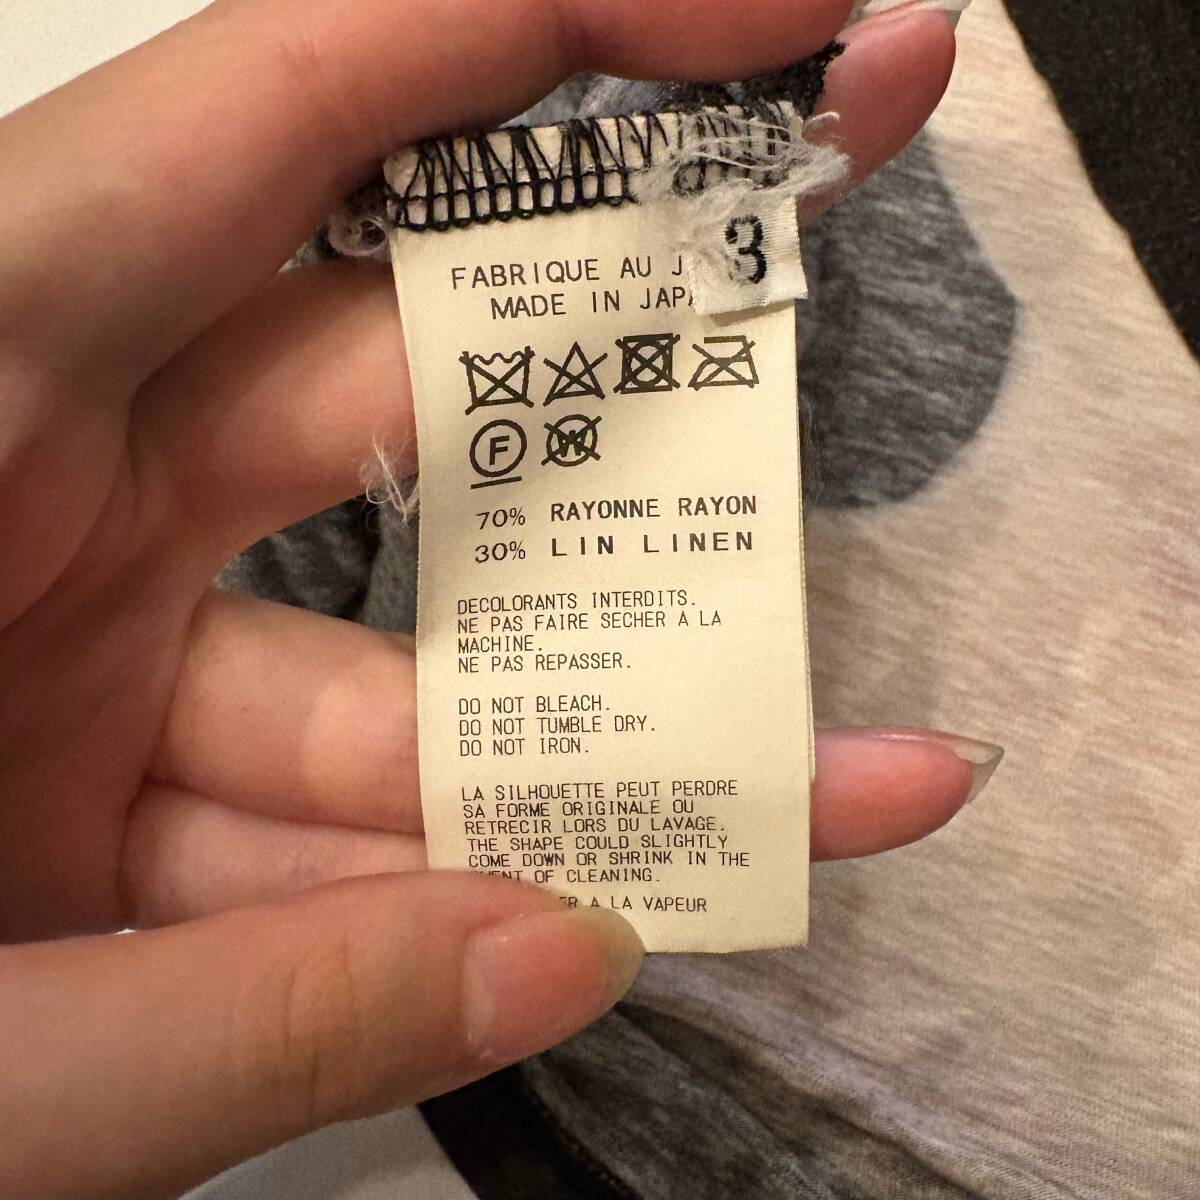 3
FABRIQUE AU
MADE IN
F
W
70% RAYONNE RAYON
30% LIN LINEN
DECOLORANTS INTERDITS.
NE PAS FAIRE SECHER A LA
MACHINE.
NE PAS REPASSER.
DO NOT BLEACH.
DO NOT TUMBLE DRY.
DO NOT IRON.
LA SILHOUETTE PEUT PERDRE
SA FORME ORIGINALE OU
RETRECIR LORS DU LAVAGE.
THE SHAPE COULD SLIGHTLY
COME DOWN OR SHRINK IN THE
OF CLEANING.
A LA VAPEUR